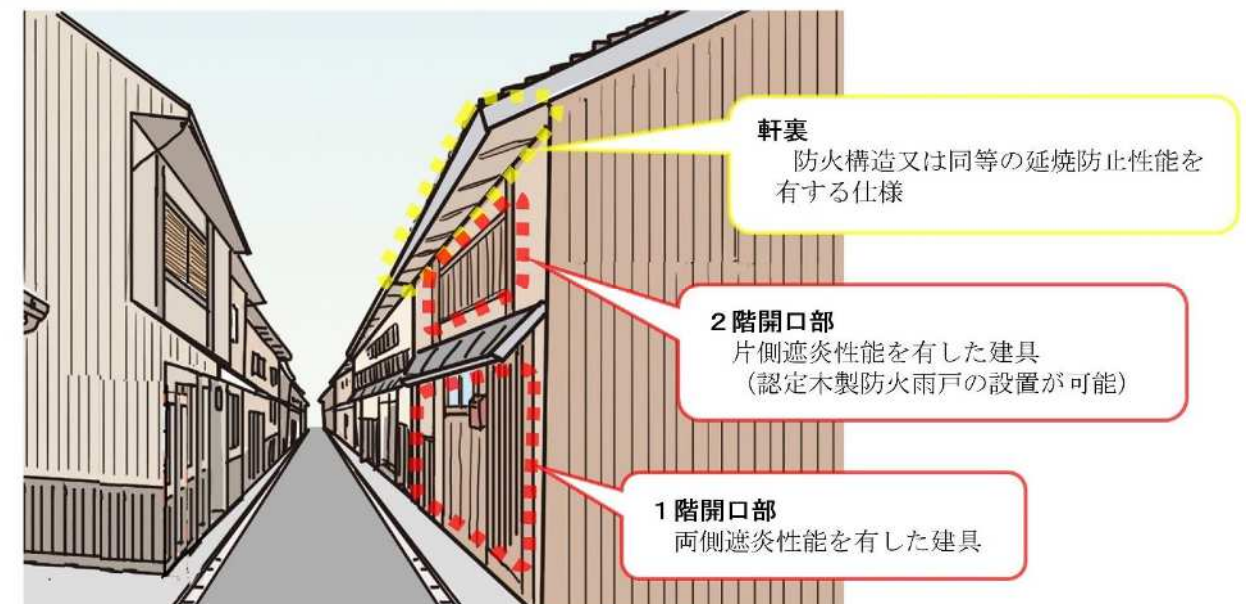 軒裏
防火構造又は同等の延焼防止性能を
有する仕様
２階開口部
片側遮炎性能を有した建具
（認定木製防火雨戸の設置が可能）
１階開口部
両側遮炎性能を有した建具